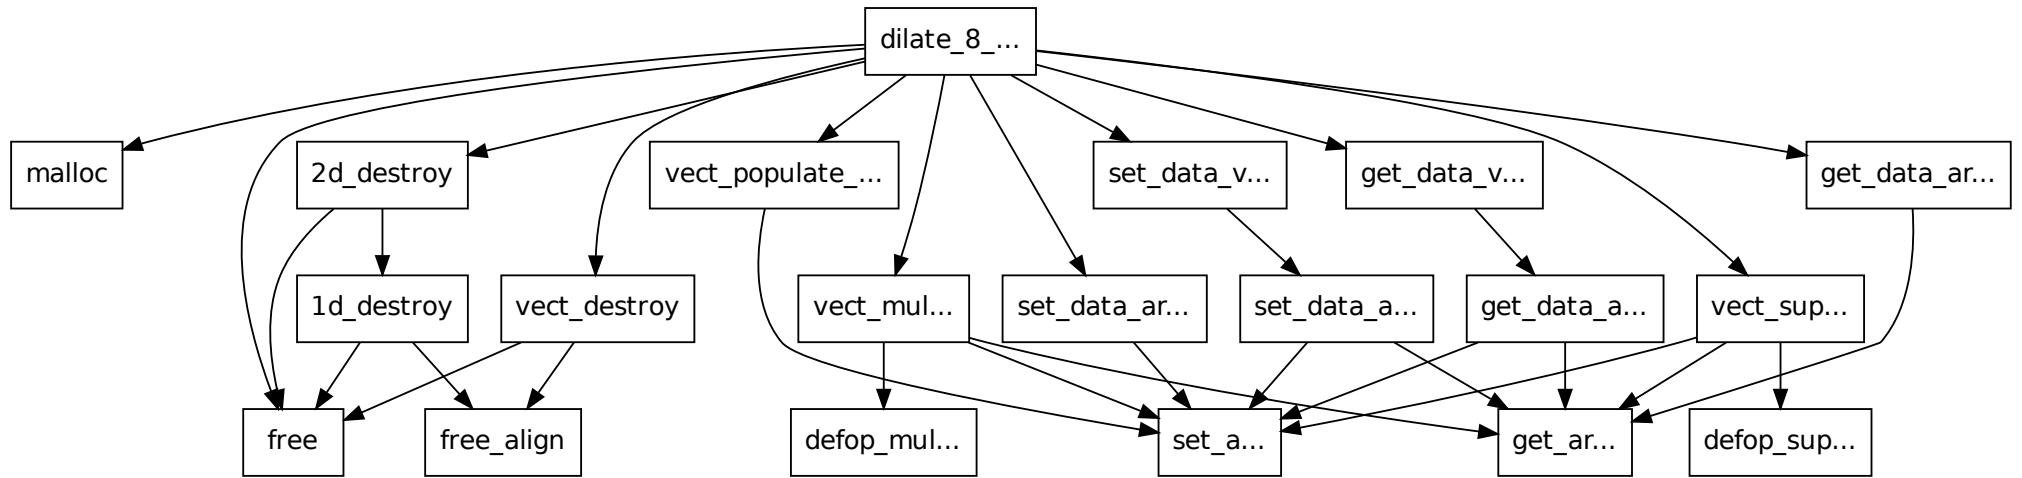 dilate_8_...
malloc
2d_destroy
vect_populate_...
set_data_v...
get_data_v...
get_data_ar...
1d_destroy
vect_destroy
vect_mul...
set_data_ar...
set_data_a...
get_data_a...
vect_sup...
free
free_align
defop_mul...
set_a...
get_ar...
defop_sup...